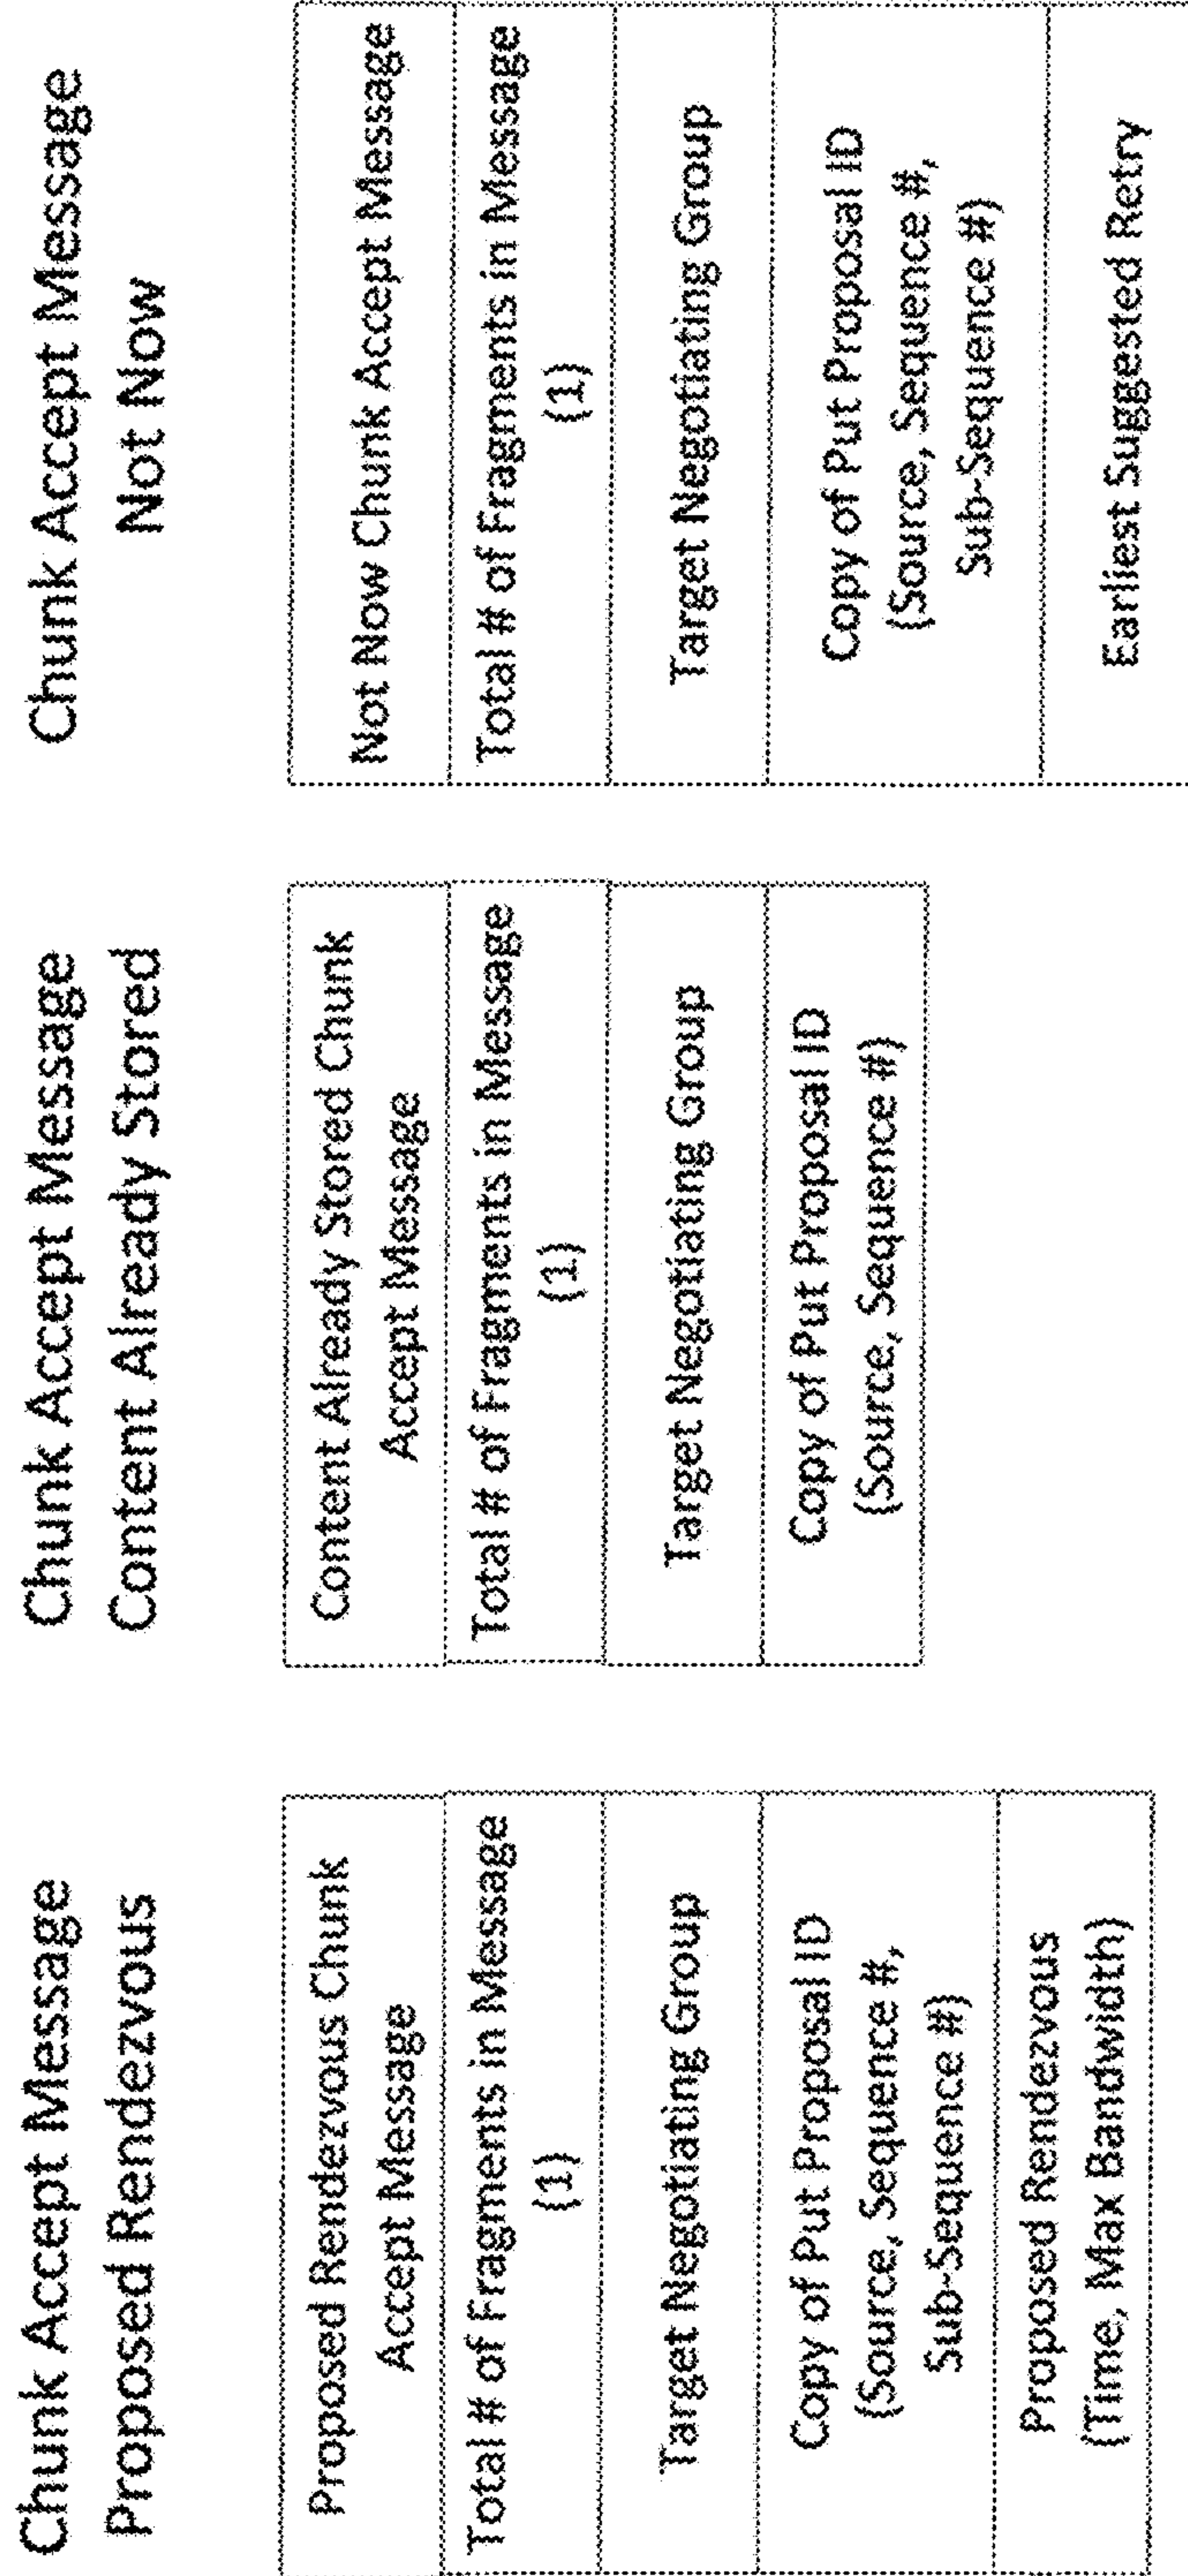 Chunk Accept Message
Proposed Rendezvous
Proposed Rendezvous Chunk
Accept Message
Total # of Fragments in Message
(1)
Target Negotiating Group
Copy of Put Proposal ID
(Source, Sequence #,
Sub-Sequence #)
Proposed Rendezvous
(Time, Max Bandwidth)
Chunk Accept Message
Content Already Stored
Content Already Stored Chunk
Accept Message
Total # of Fragments in Message
(1)
Target Negotiating Group
Copy of Put Proposal ID
(Source, Sequence #)
Chunk Accept Message
Not Now
Not Now Chunk Accept Message
Total # of Fragments in Message
(1)
Target Negotiating Group
Copy of Put Proposal ID
(Source, Sequence #,
Sub-Sequence #)
Earliest Suggested Retry